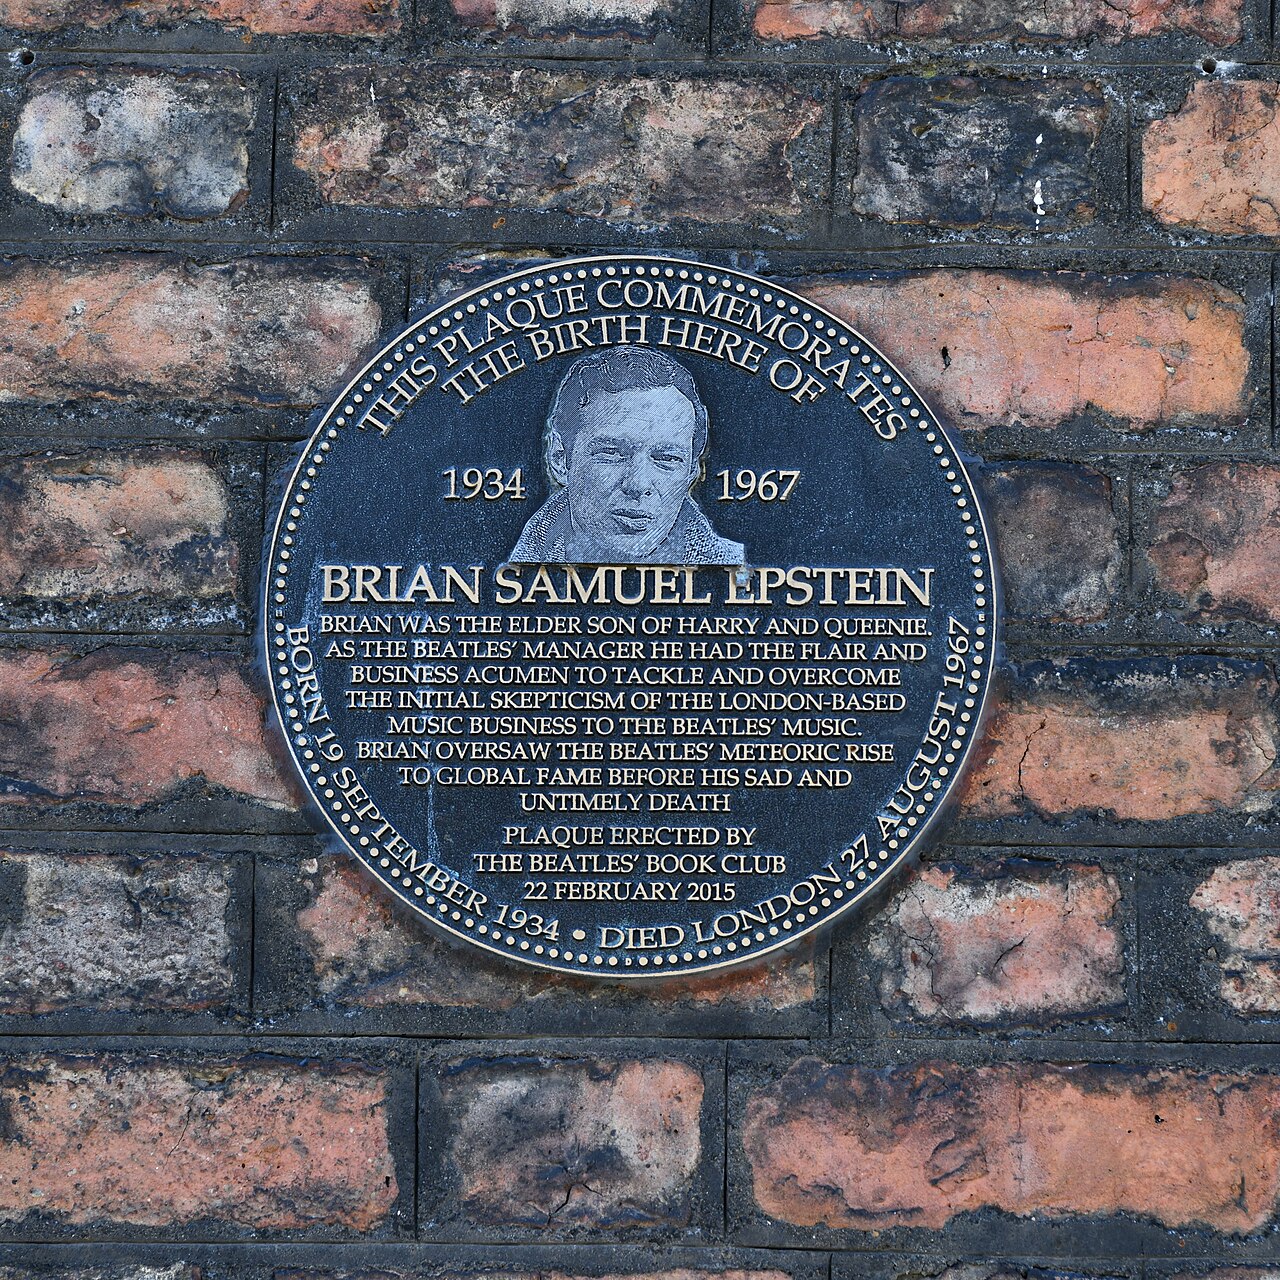 THIS PLAQUE COMMEMORATES
THE BIRTH HERE OF
1934 1967
BRIAN SAMUEL EPSTEIN
BRIAN WAS THE ELDER SON OF HARRY AND QUEENIE.
AS THE BEATLES' MANAGER HE HAD THE FLAIR AND
BUSINESS ACUMEN TO TACKLE AND OVERCOME
THE INITIAL SKEPTICISM OF THE LONDON-BASED
MUSIC BUSINESS TO THE BEATLES' MUSIC.
BRIAN OVERSAW THE BEATLES' METEORIC RISE
TO GLOBAL FAME BEFORE HIS SAD AND
UNTIMELY DEATH
PLAQUE ERECTED BY
THE BEATLES' BOOK CLUB
22 FEBRUARY 2015
BORN 19 SEPTEMBER 1934 • DIED LONDON 27 AUGUST 1967